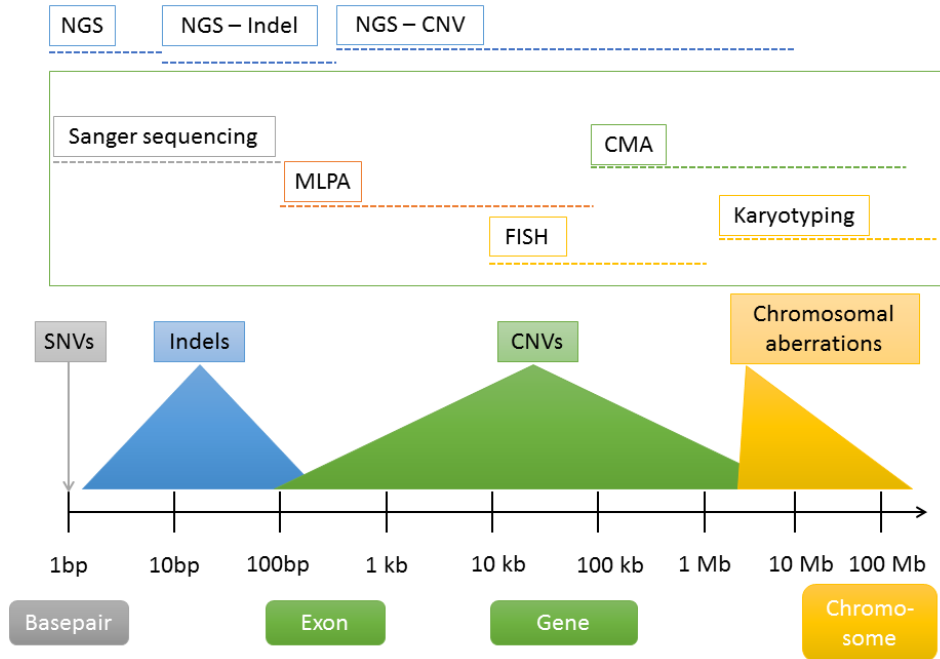 NGS
NGS – Indel
NGS – CNV
Sanger sequencing
CMA
MLPA
Karyotyping
FISH
SNVs
Indels
CNVs
Chromosomal
aberrations
1bp
10bp
100bp
1 kb
10 kb
100 kb
1 Mb
10 Mb
100 Mb
Basepair
Exon
Gene
Chromo-
some